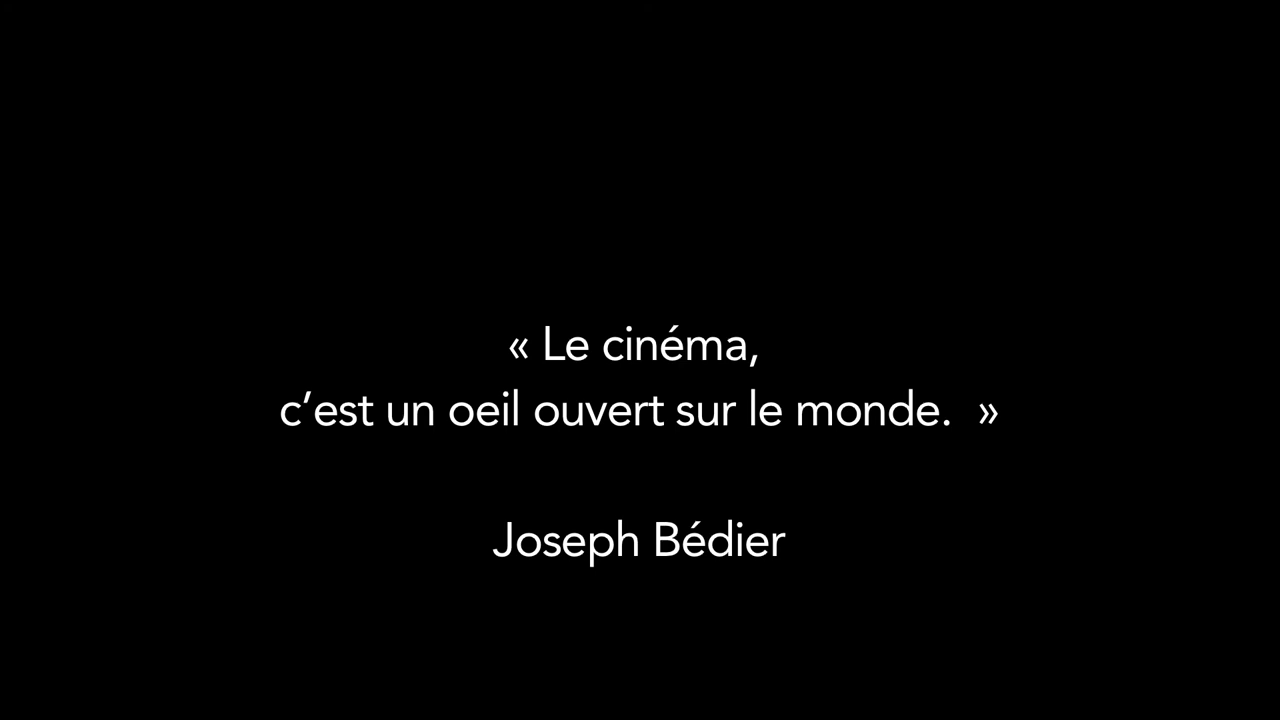 « Le cinéma,
c’est un oeil ouvert sur le monde.  »
Joseph Bédier